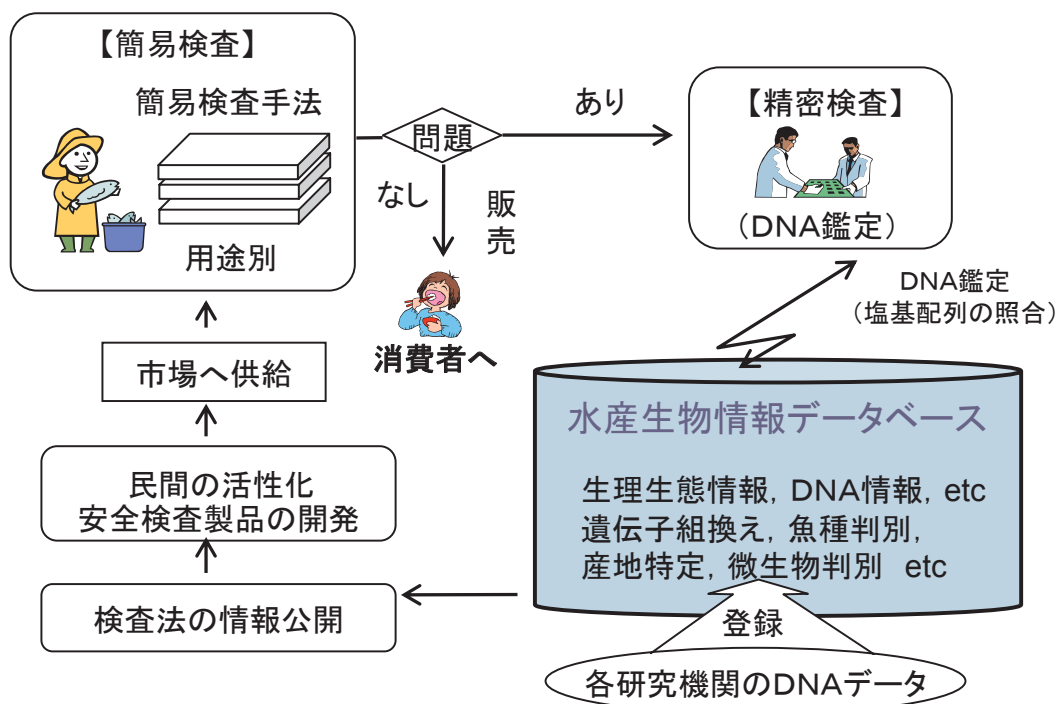 【簡易検査】
簡易検査手法
用途別
問題
あり
なし
販売
消費者へ
【精密検査】
(DNA鑑定)
DNA鑑定
(塩基配列の照合)
水産生物情報データベース
生理生態情報, DNA情報, etc
遺伝子組換え, 魚種判別,
産地特定, 微生物判別 etc
登録
各研究機関のDNAデータ
検査法の情報公開
民間の活性化
安全検査製品の開発
市場へ供給